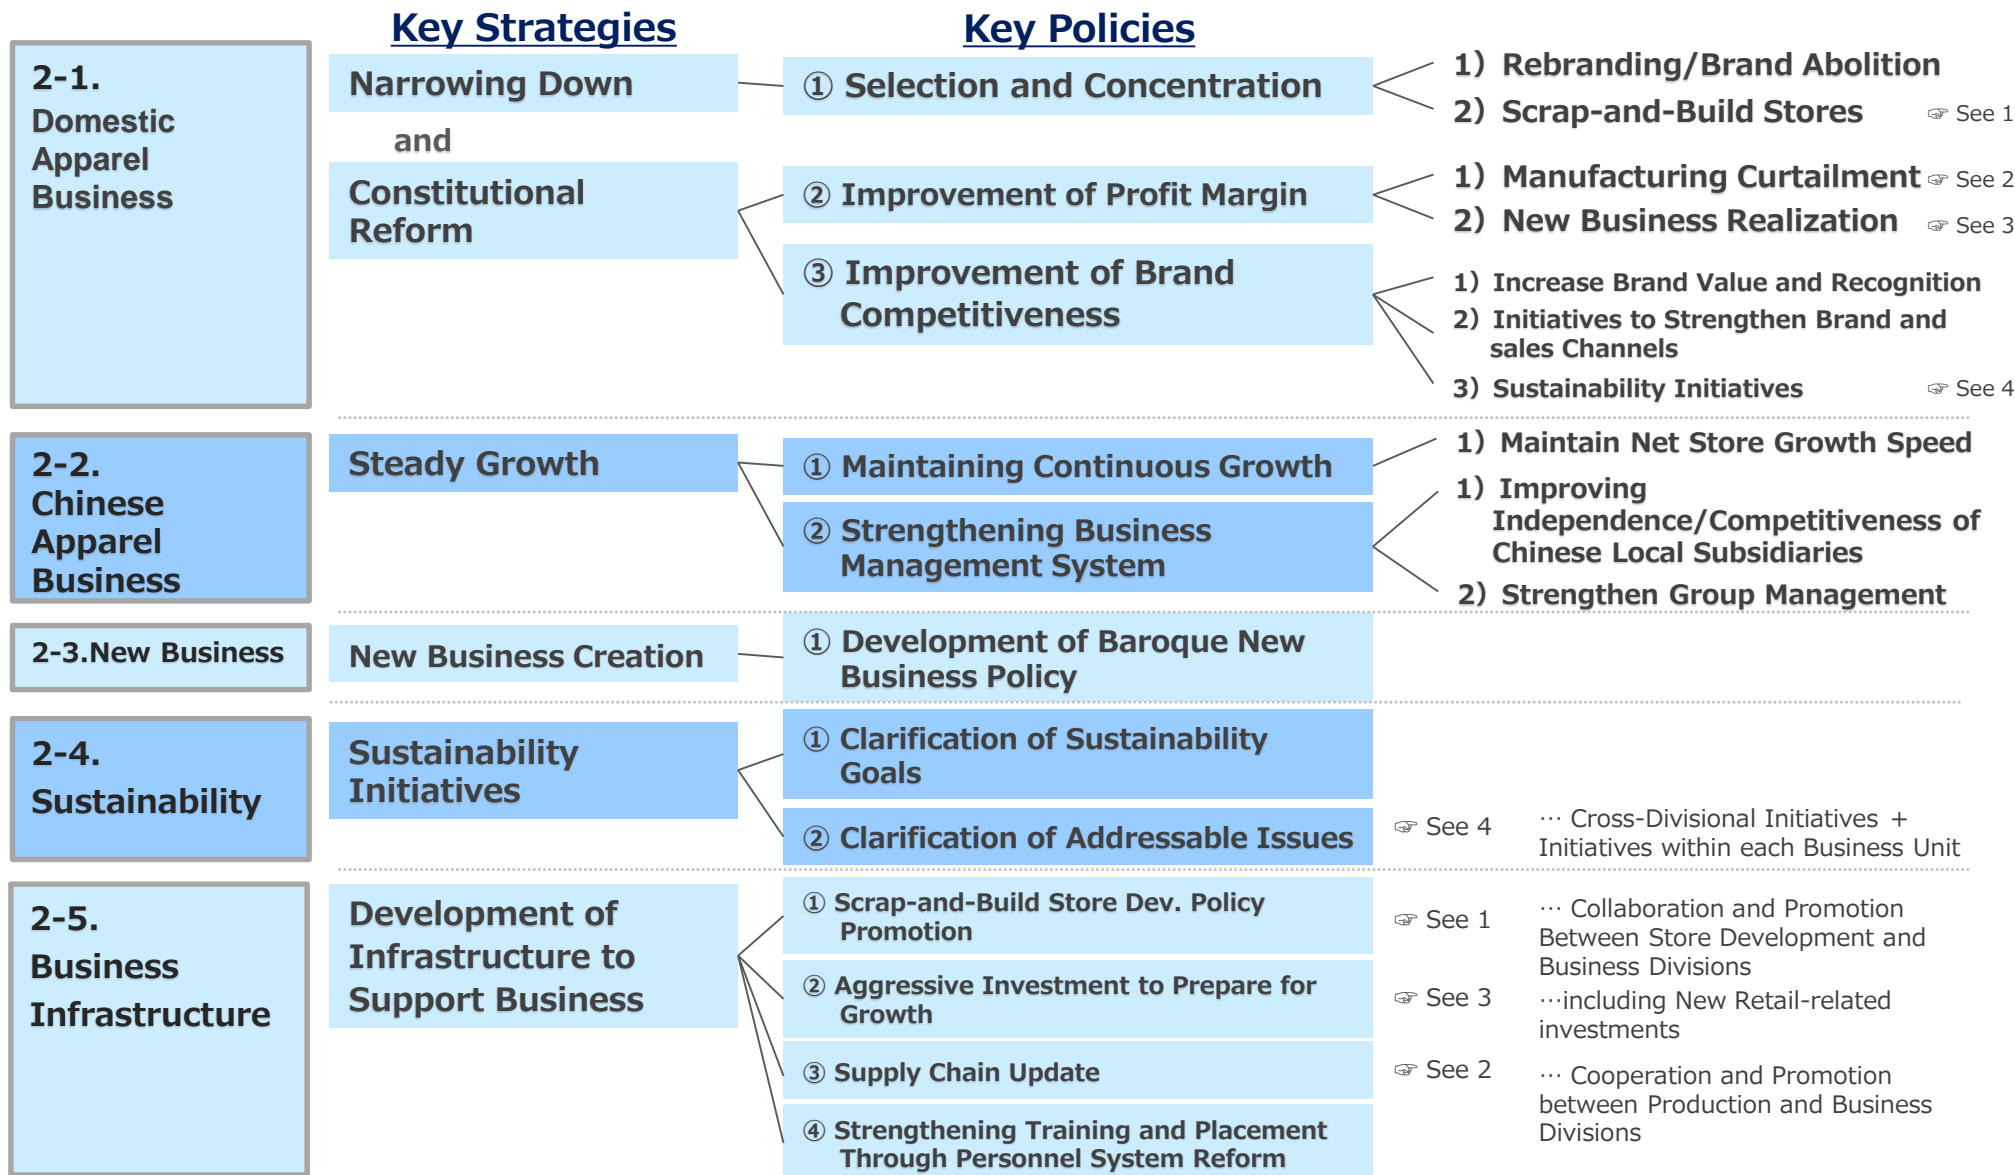 Key Strategies
Key Policies
2-1.
Domestic
Apparel
Business
Narrowing Down
and
Constitutional
Reform
① Selection and Concentration
1）Rebranding/Brand Abolition
2）Scrap-and-Build Stores ☞ See 1
② Improvement of Profit Margin
1）Manufacturing Curtailment ☞ See 2
2）New Business Realization ☞ See 3
③ Improvement of Brand
Competitiveness
1）Increase Brand Value and Recognition
2）Initiatives to Strengthen Brand and
sales Channels
3）Sustainability Initiatives ☞ See 4
2-2.
Chinese
Apparel
Business
Steady Growth
① Maintaining Continuous Growth
1）Maintain Net Store Growth Speed
② Strengthening Business
Management System
1）Improving
Independence/Competitiveness of
Chinese Local Subsidiaries
2）Strengthen Group Management
2-3.New Business
New Business Creation
① Development of Baroque New
Business Policy
2-4.
Sustainability
Sustainability
Initiatives
① Clarification of Sustainability
Goals
② Clarification of Addressable Issues
☞ See 4
… Cross-Divisional Initiatives +
Initiatives within each Business Unit
2-5.
Business
Infrastructure
Development of
Infrastructure to
Support Business
① Scrap-and-Build Store Dev. Policy
Promotion
☞ See 1
… Collaboration and Promotion
Between Store Development and
Business Divisions
② Aggressive Investment to Prepare for
Growth
☞ See 3
…including New Retail-related
investments
③ Supply Chain Update
☞ See 2
… Cooperation and Promotion
between Production and Business
Divisions
④ Strengthening Training and Placement
Through Personnel System Reform